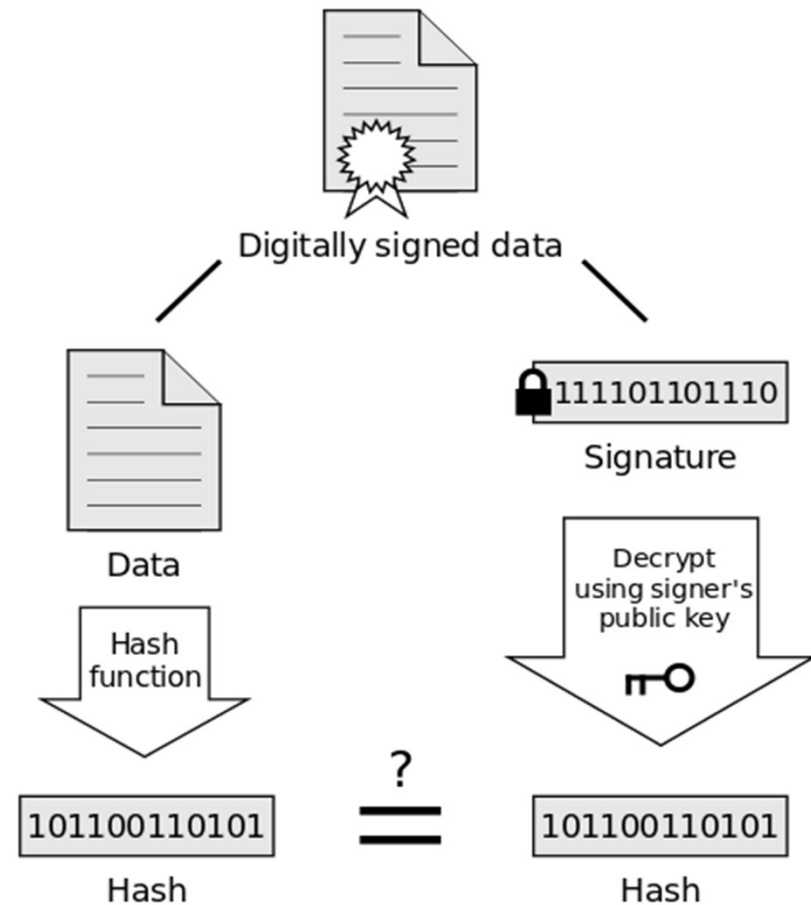 Digitally signed data
111101101110
Signature
Data
Decrypt
using signer's
public key
Hash
function
?
101100110101
101100110101
Hash
Hash